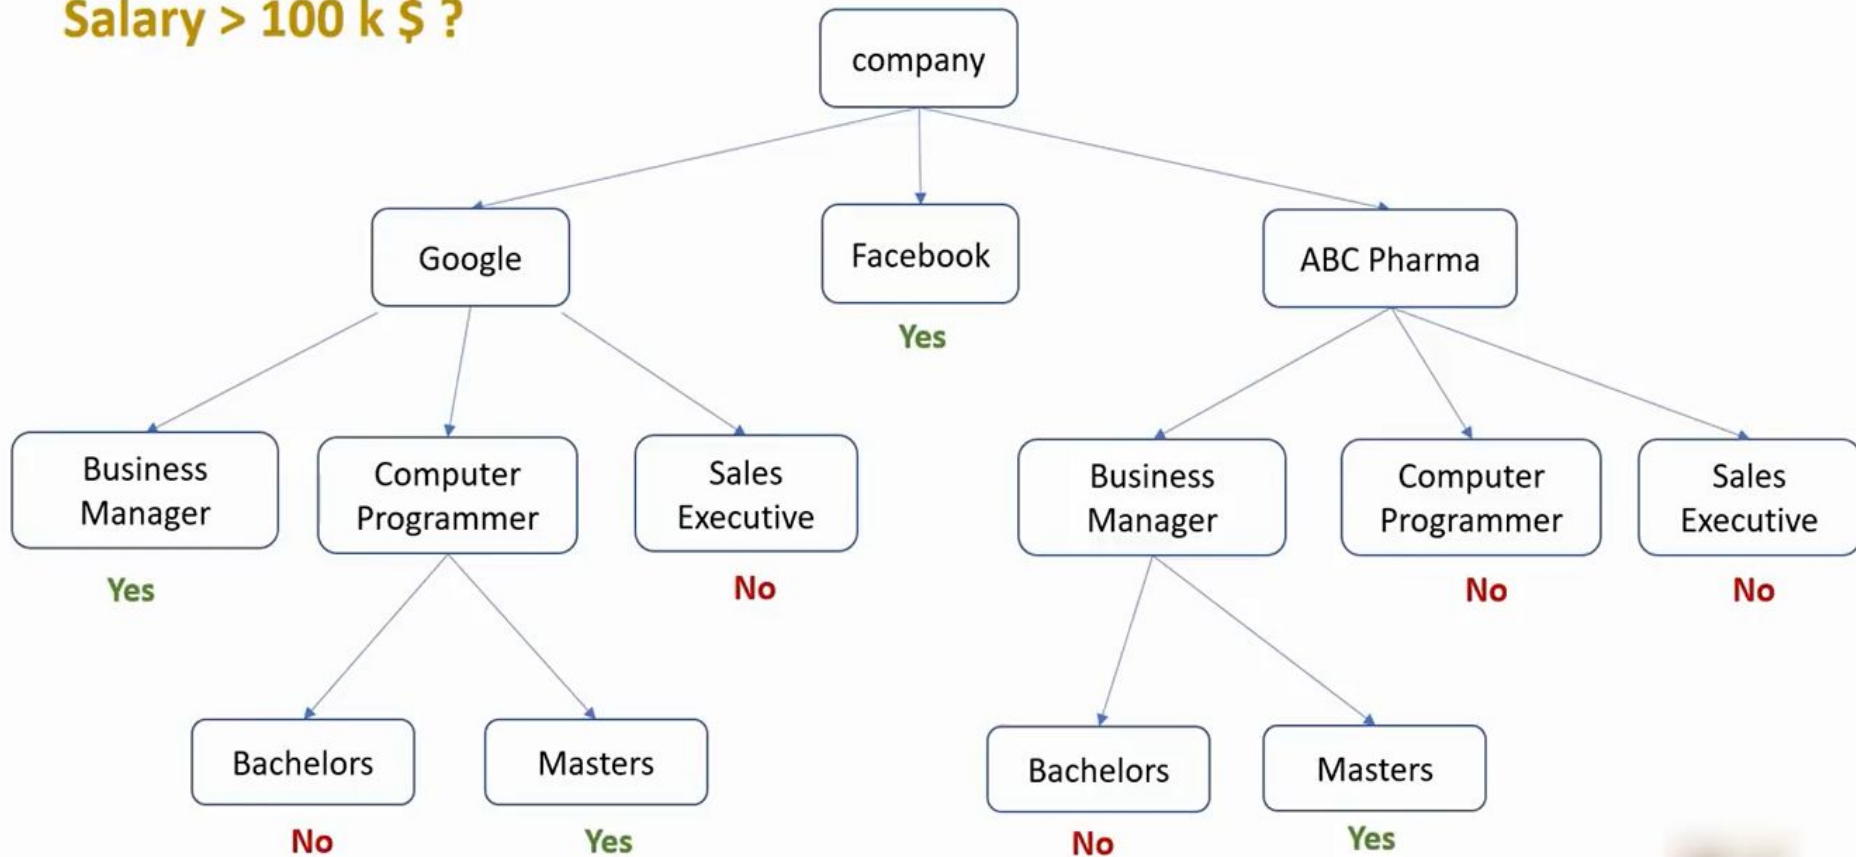 Salary > 100 k $ ?
company
Google
Facebook
ABC Pharma
Yes
Business
Manager
Computer
Programmer
Sales
Executive
Business
Manager
Computer
Programmer
Sales
Executive
Yes
No
No
No
Bachelors
Masters
Bachelors
Masters
No
Yes
No
Yes